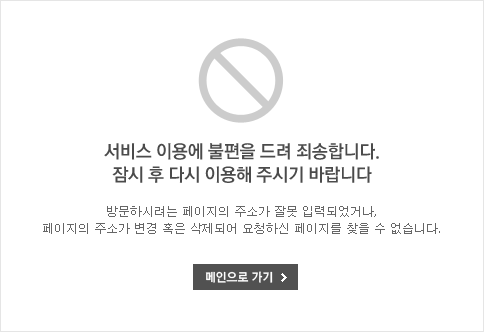 서비스 이용에 불편을 드려 죄송합니다.
잠시 후 다시 이용해 주시기 바랍니다
방문하시려는 페이지의 주소가 잘못 입력되었거나,
페이지의 주소가 변경 혹은 삭제되어 요청하신 페이지를 찾을 수 없습니다.
메인으로 가기